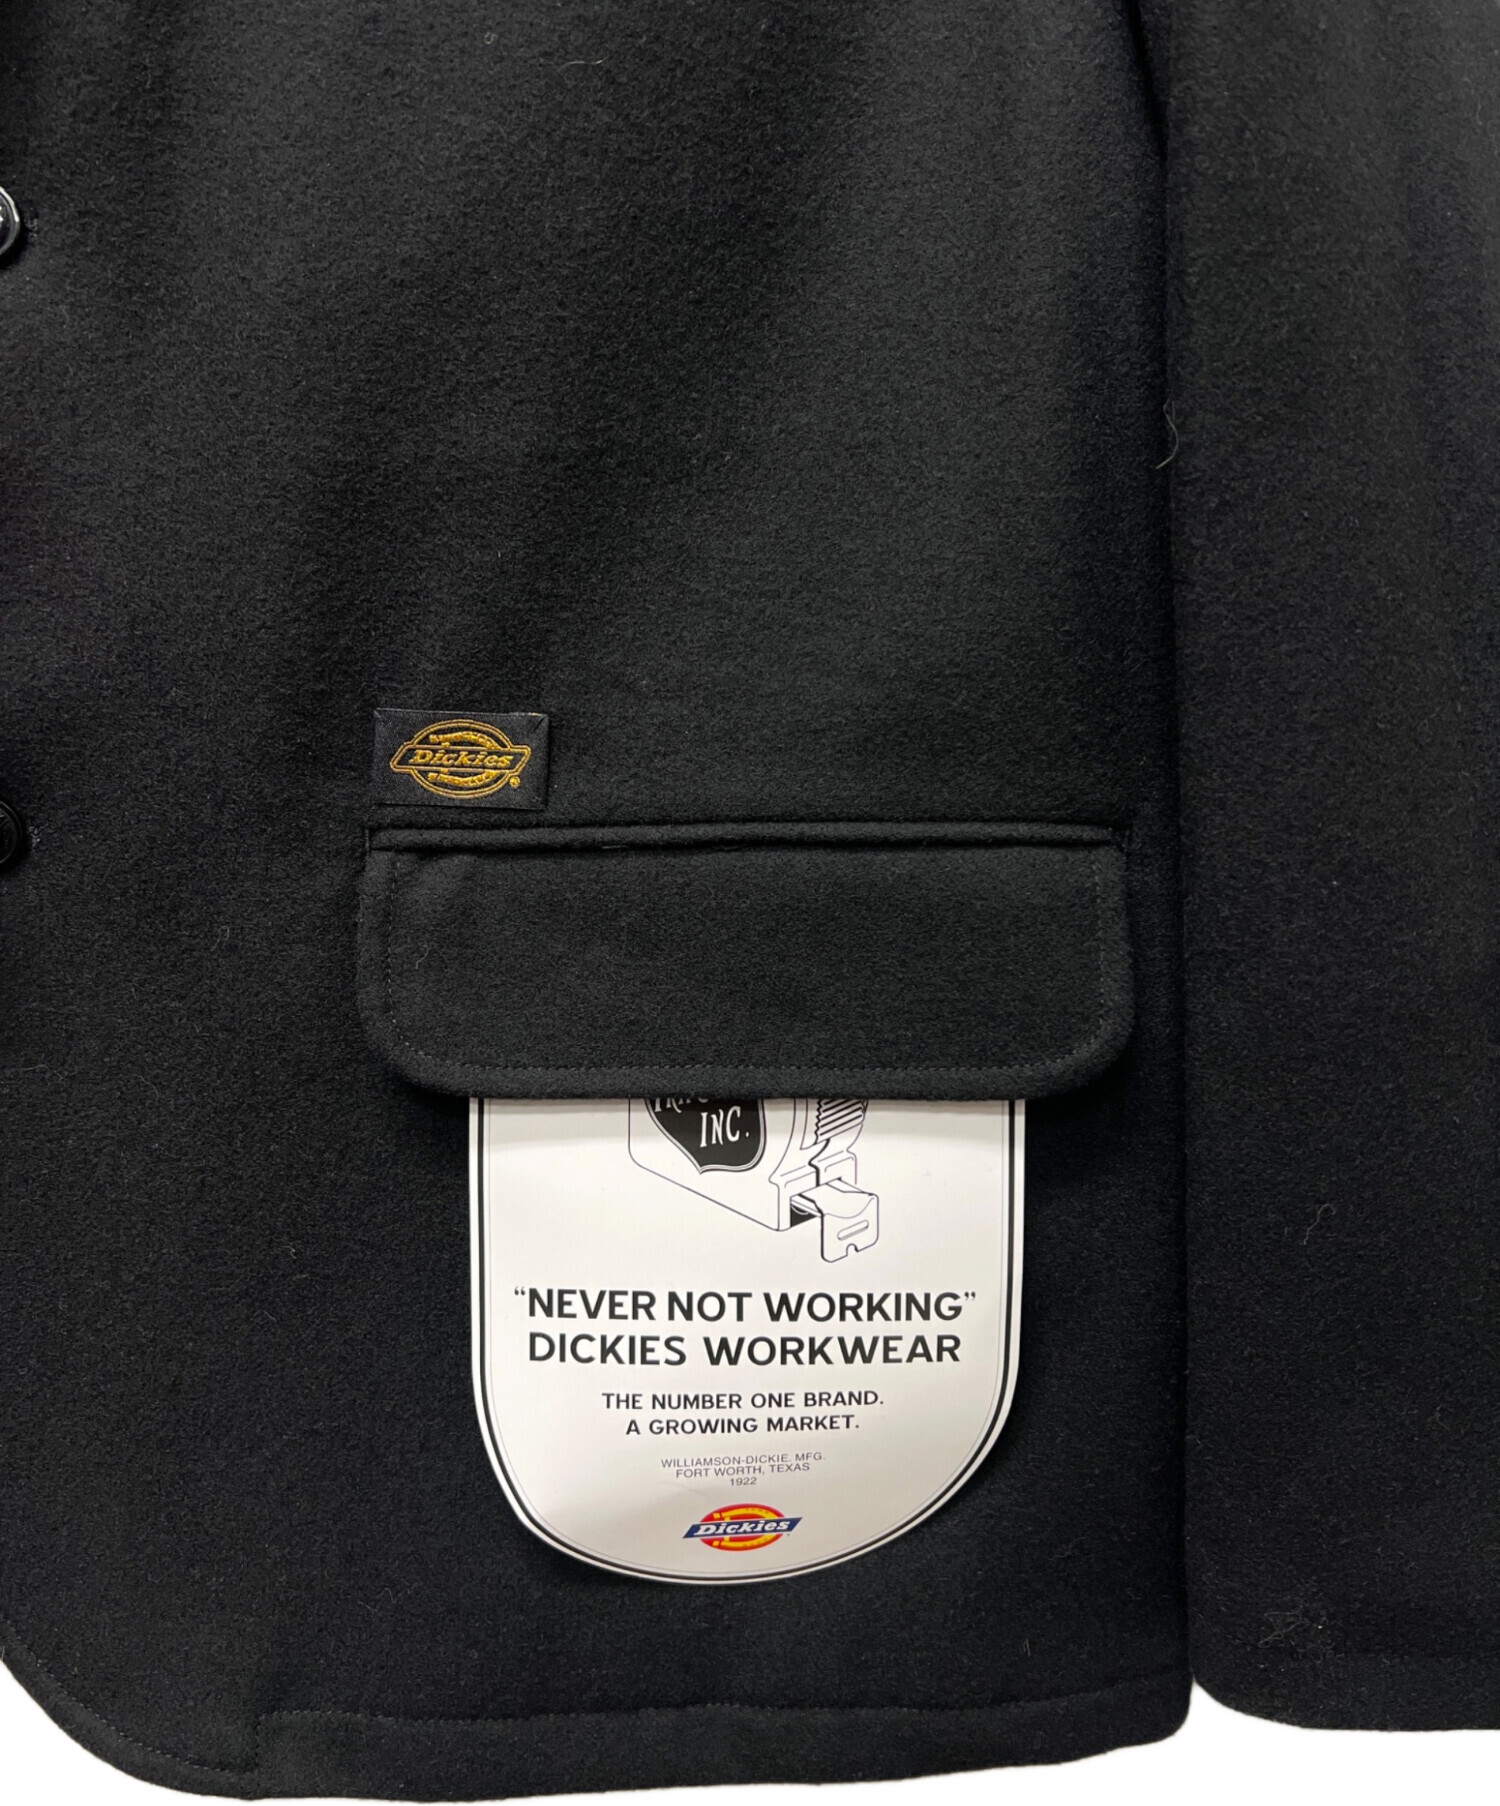 Dickies
INC.
“NEVER NOT WORKING”
DICKIES WORKWEAR
THE NUMBER ONE BRAND.
A GROWING MARKET.
WILLIAMSON-DICKIE. MFG.
FORT WORTH, TEXAS
1922
Dickies